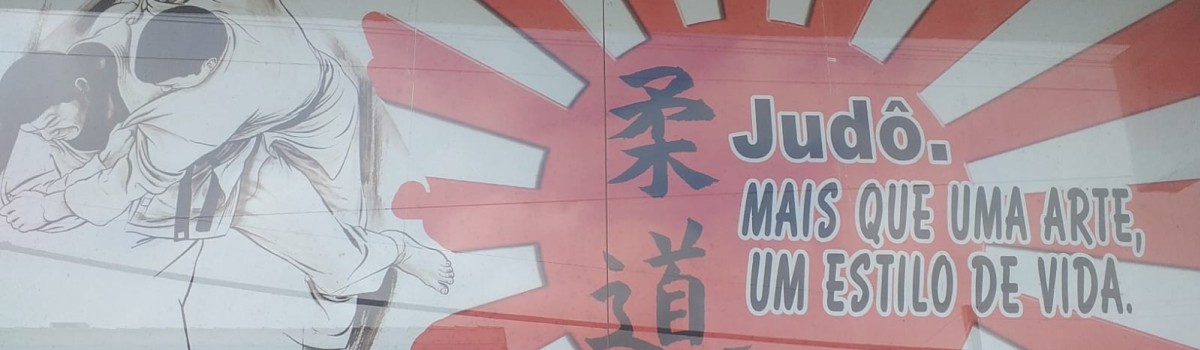 柔道
Judô.
MAIS QUE UMA ARTE,
UM ESTILO DE VIDA.